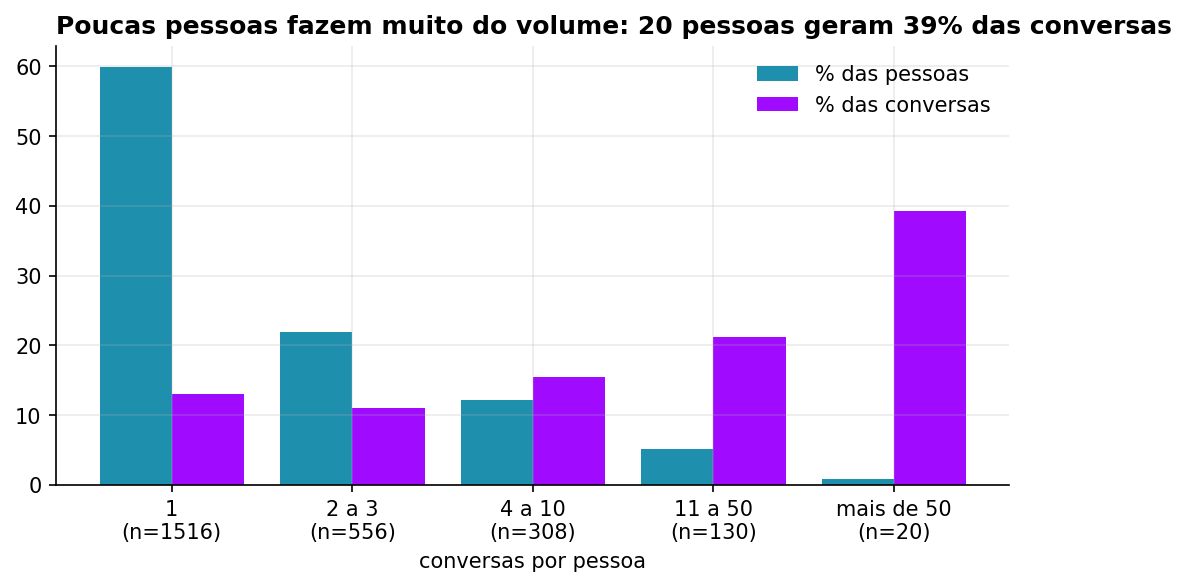 Poucas pessoas fazem muito do volume: 20 pessoas geram 39% das conversas
% das pessoas
% das conversas
60
50
40
30
20
10
0
1
(n=1516)
2 a 3
(n=556)
4 a 10
(n=308)
11 a 50
(n=130)
mais de 50
(n=20)
conversas por pessoa